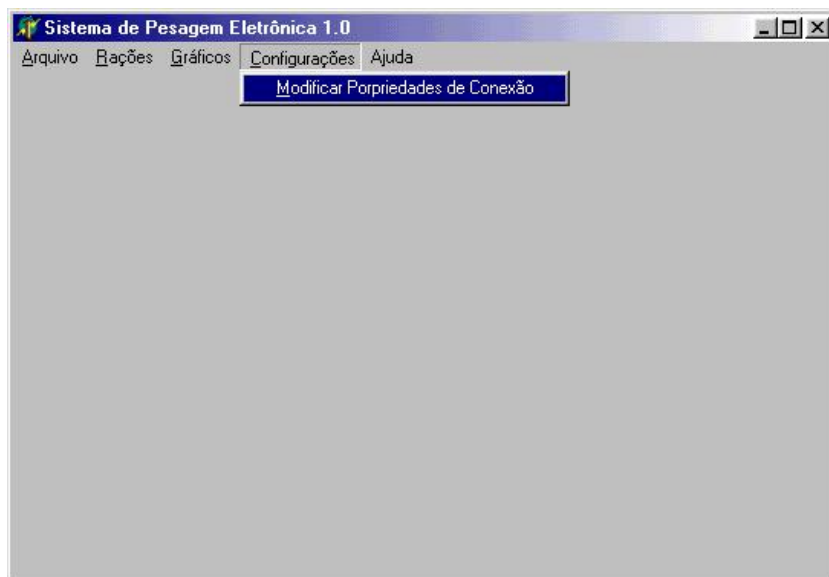 Sistema de Pesagem Eletrônica 1.0
Arquivo Rações Gráficos Configurações Ajuda
Modificar Porpriedades de Conexão